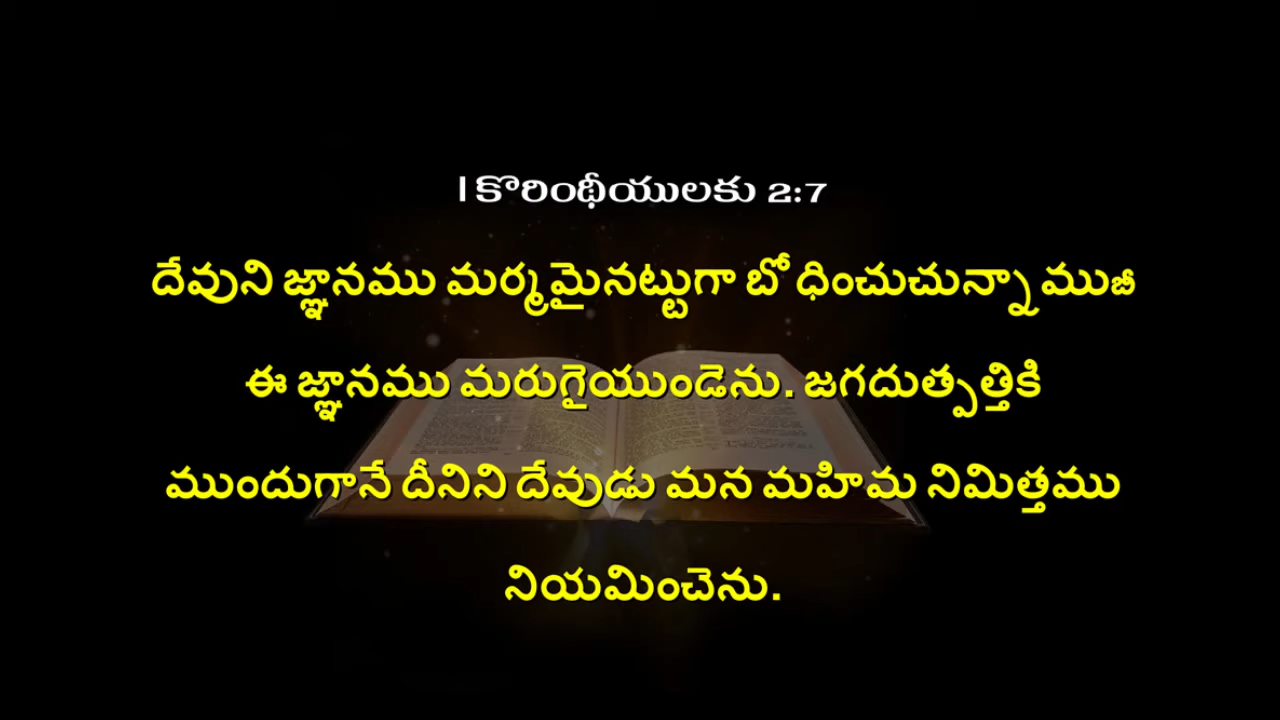 I కొరింథీయులకు 2:7
దేవుని జ్ఞానము మర్మమైనట్టుగా బో ధించుచున్నా ముజీ
ఈ జ్ఞానము మరుగైయుండెను. జగదుత్పత్తికి
ముందుగానే దీనిని దేవుడు మన మహిమ నిమిత్తము
నియమించెను.